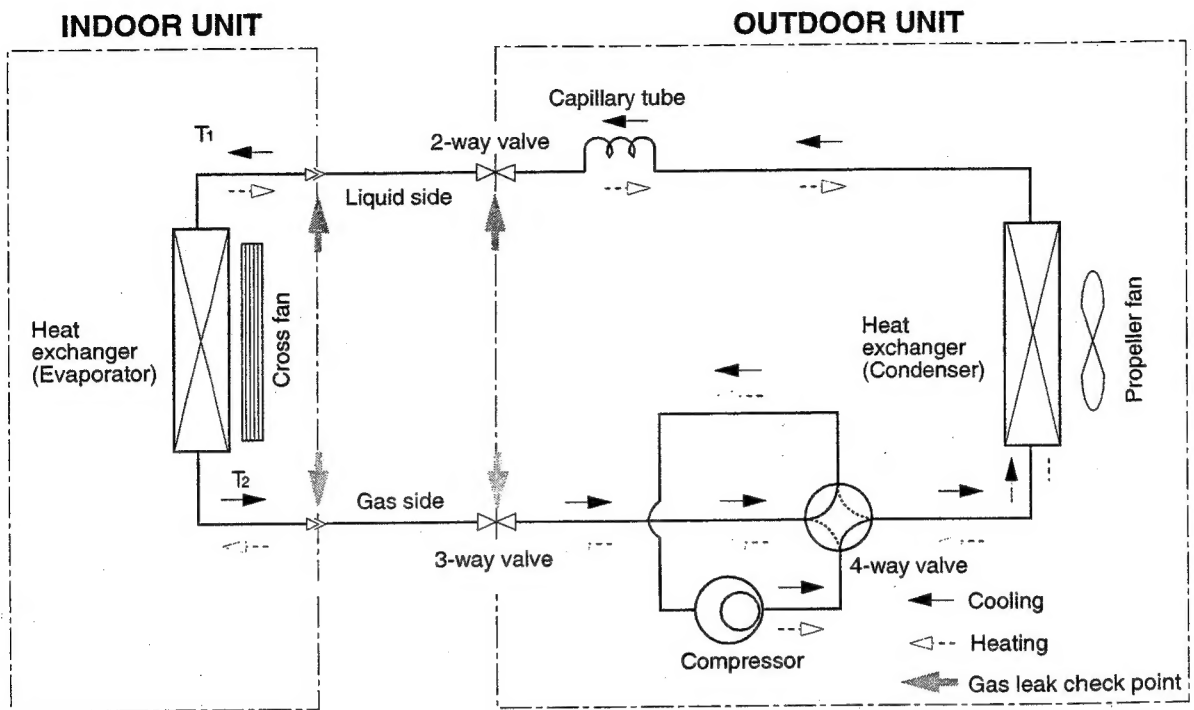 INDOOR UNIT
OUTDOOR UNIT
Capillary tube
T1
2-way valve
Liquid side
Heat
exchanger
(Evaporator)
Cross fan
Heat
exchanger
(Condenser)
Propeller fan
T2
Gas side
3-way valve
4-way valve
Compressor
Cooling
Heating
Gas leak check point